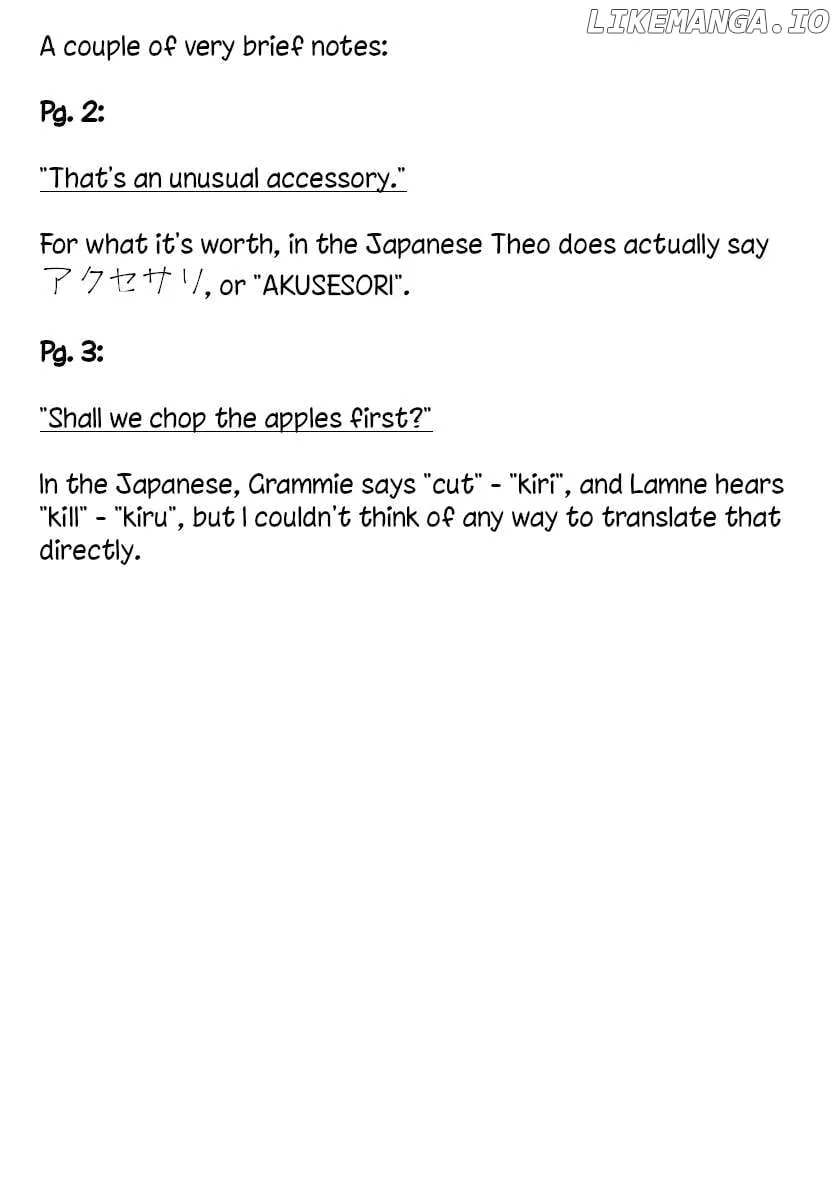 LIKEMANGA.IO
A couple of very brief notes:
Pg. 2:
"That's an unusual accessory."
For what it's worth, in the Japanese Theo does actually say
アクセサリ, or "AKUSESORI".
Pg. 3:
"Shall we chop the apples first?"
In the Japanese, Grammie says "cut" - "kiri", and Lamne hears
"kill" - "kiru", but I couldn't think of any way to translate that
directly.